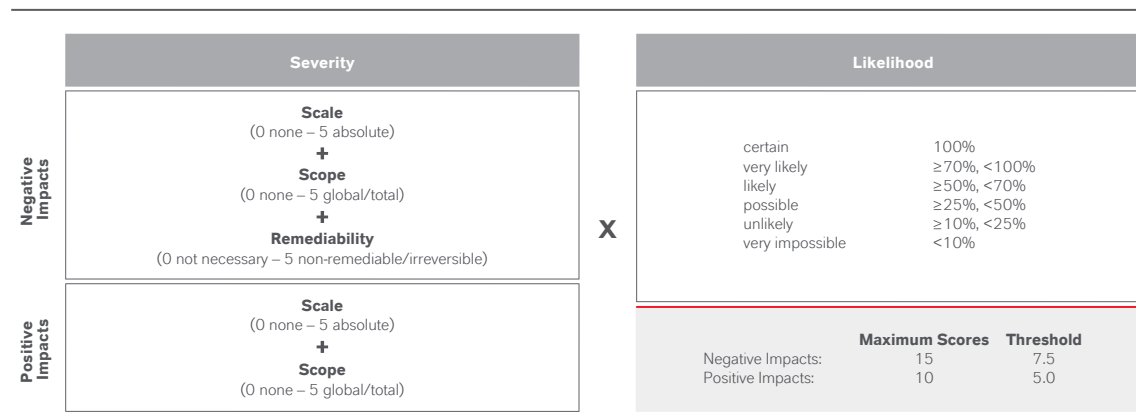 Severity
Likelihood
Negative
Impacts
Scale
(0 none – 5 absolute)
+
Scope
(0 none – 5 global/total)
+
Remediability
(0 not necessary – 5 non-remediable/irreversible)
X
certain 100%
very likely ≥70%, <100%
likely ≥50%, <70%
possible ≥25%, <50%
unlikely ≥10%, <25%
very impossible <10%
Positive
Impacts
Scale
(0 none – 5 absolute)
+
Scope
(0 none – 5 global/total)
Maximum Scores Threshold
Negative Impacts: 15 7.5
Positive Impacts: 10 5.0